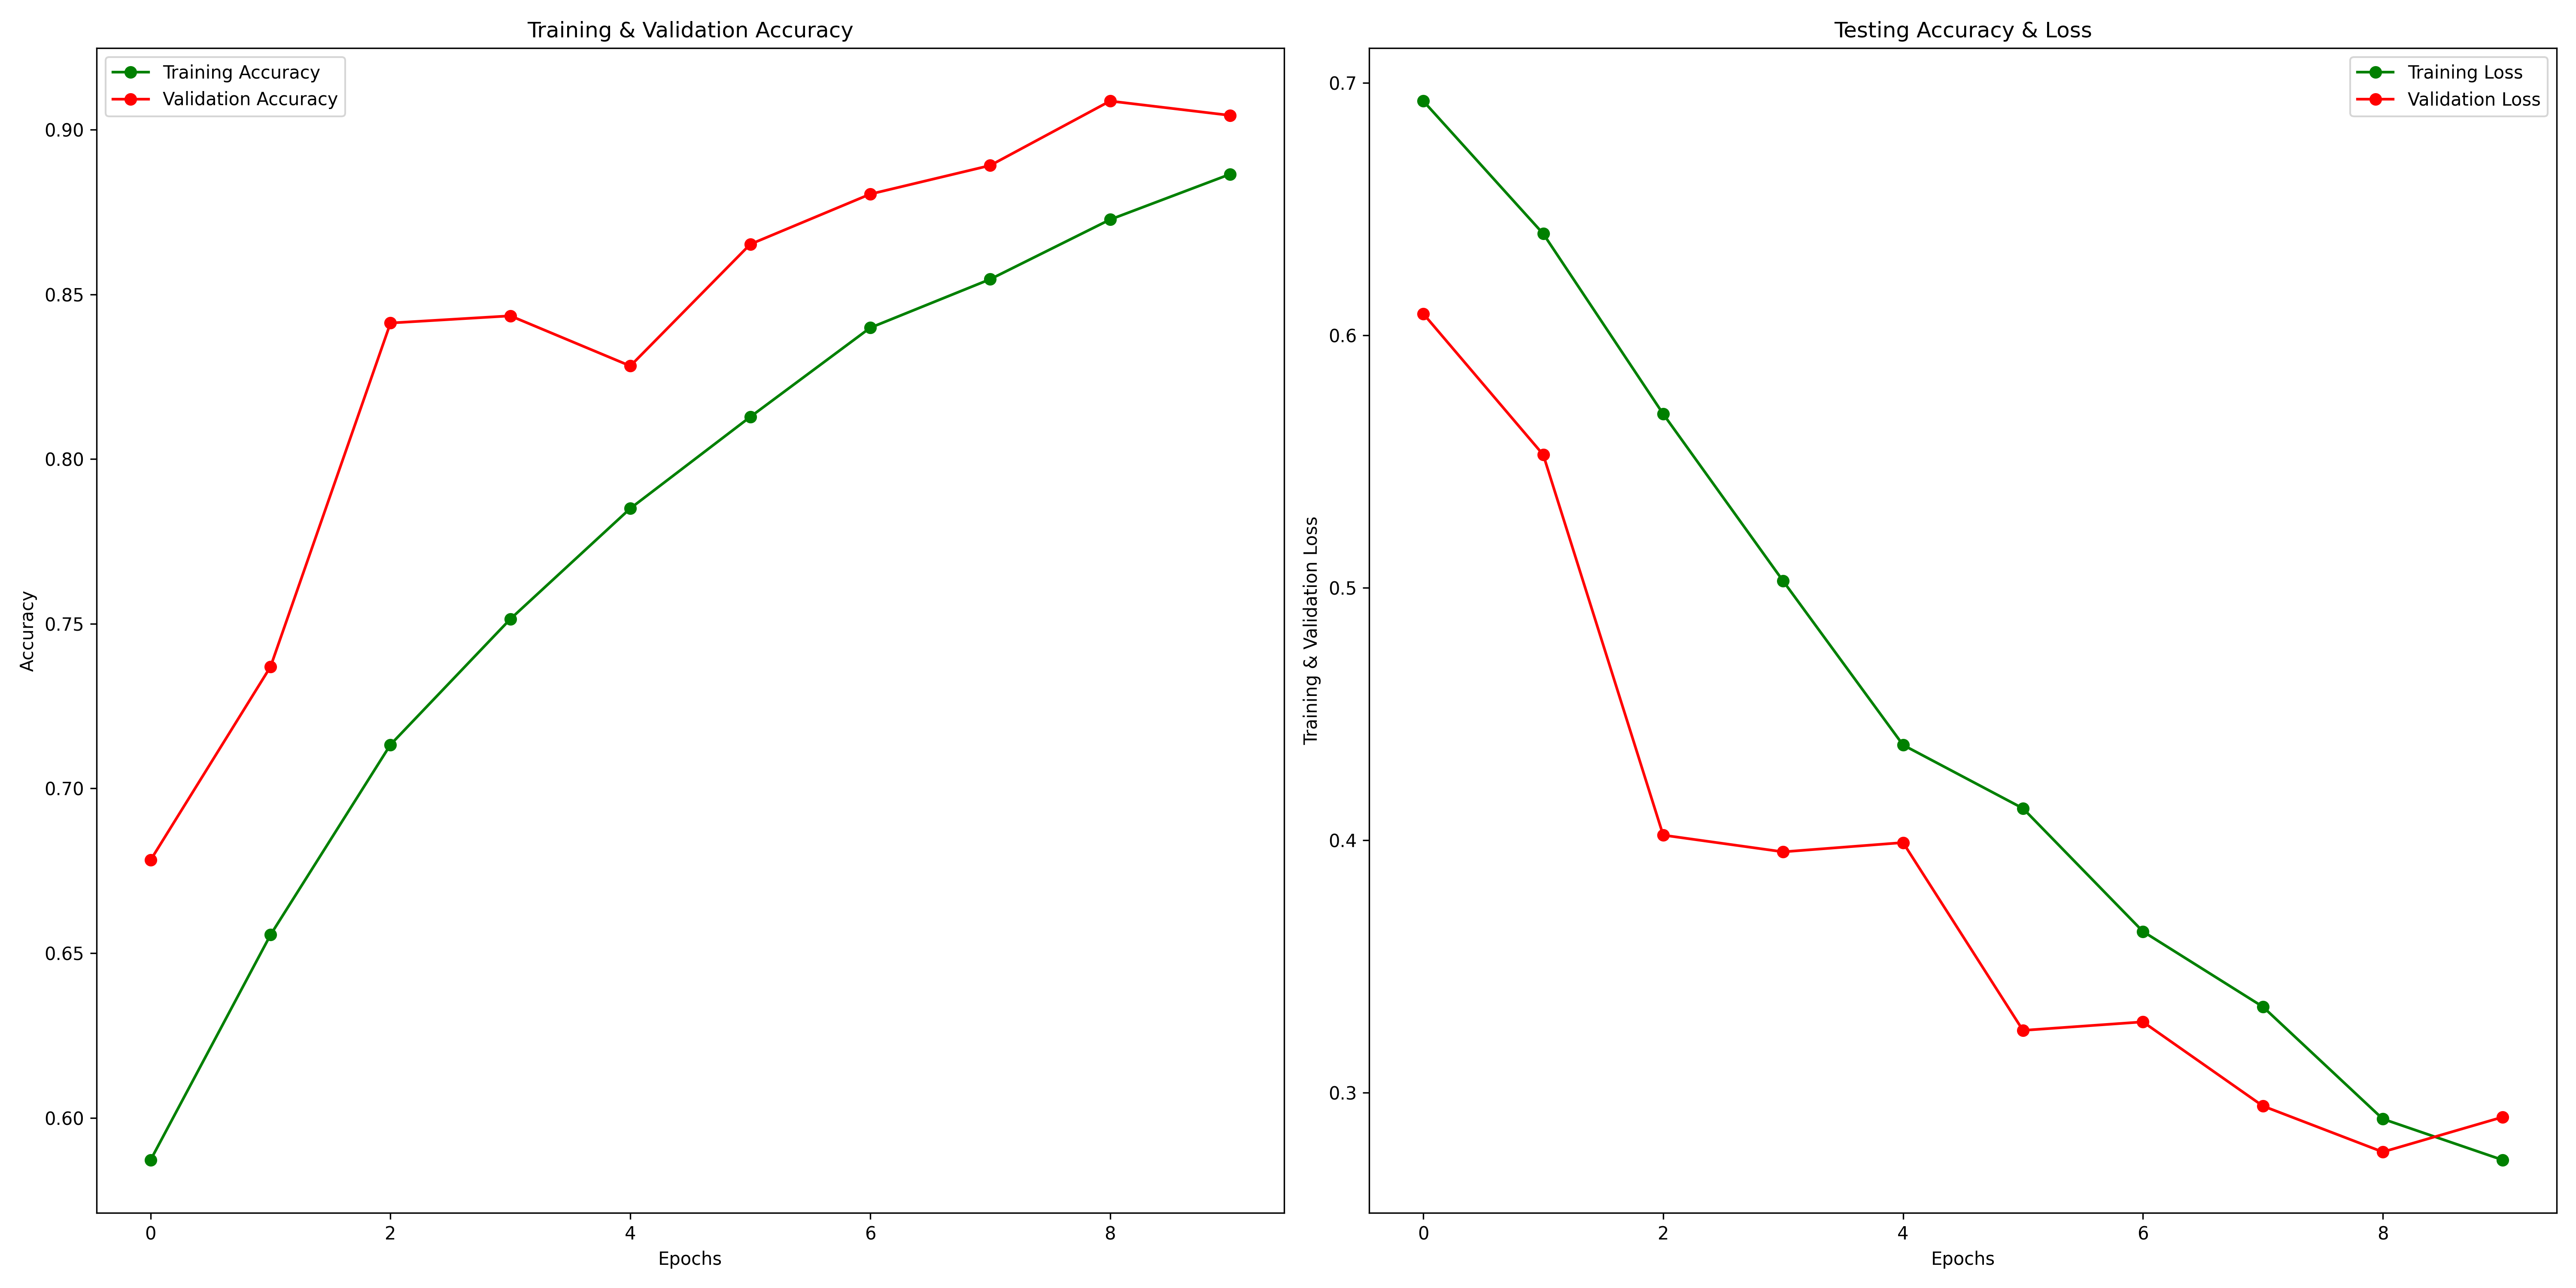 Training & Validation Accuracy
Training Accuracy
Validation Accuracy
0.90
0.85
0.80
0.75
0.70
0.65
0.60
Accuracy
0 2 4 6 8
Epochs
Testing Accuracy & Loss
Training Loss
Validation Loss
0.7
0.6
0.5
0.4
0.3
Training & Validation Loss
0 2 4 6 8
Epochs